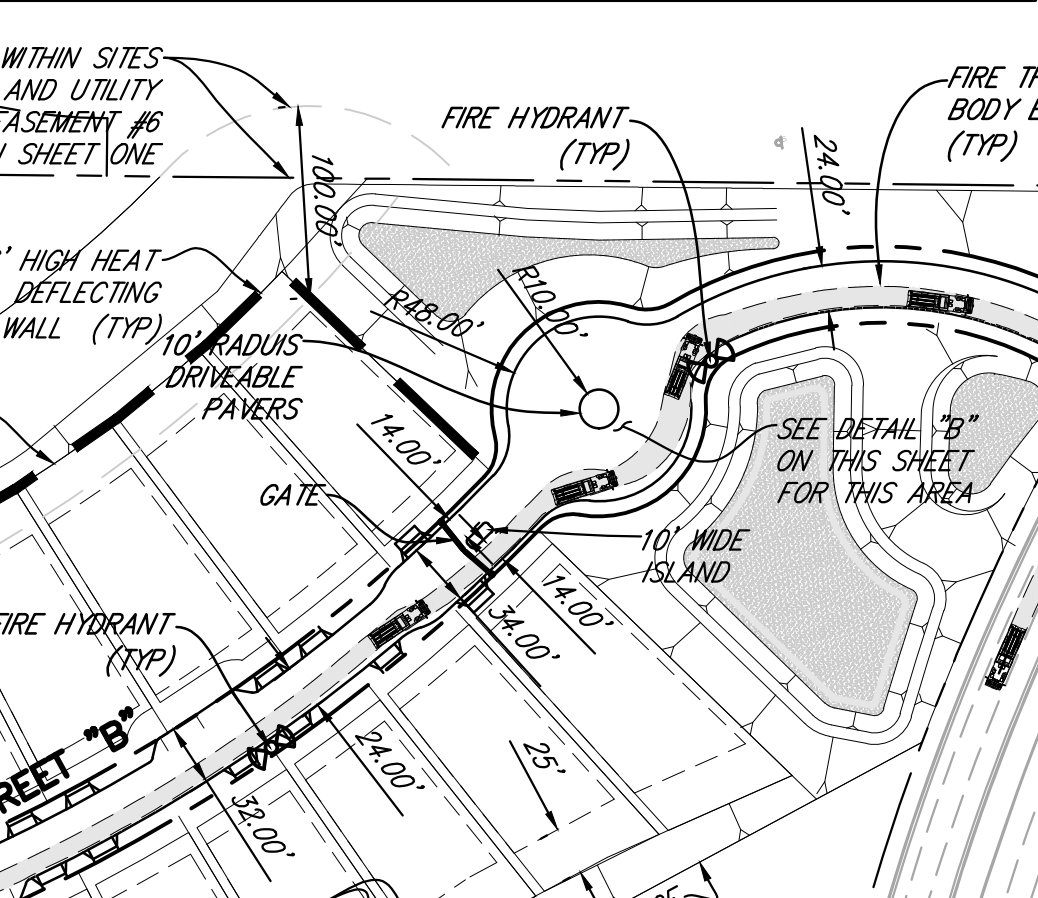 WITHIN SITES
AND UTILITY
EASEMENT #6
SHEET ONE
FIRE HYDRANT
(TYP)
FIRE
BODY
(TYP)
100.00'
24.00'
HIGH HEAT
DEFLECTING
WALL (TYP)
R48.00'
R10.00'
10' RADUIS
DRIVEABLE
PAVERS
14.00'
SEE DETAIL "B"
ON THIS SHEET
FOR THIS AREA
GATE
10' WIDE
ISLAND
14.00'
34.00'
FIRE HYDRANT
(TYP)
"B"
24.00'
25'
32.00'